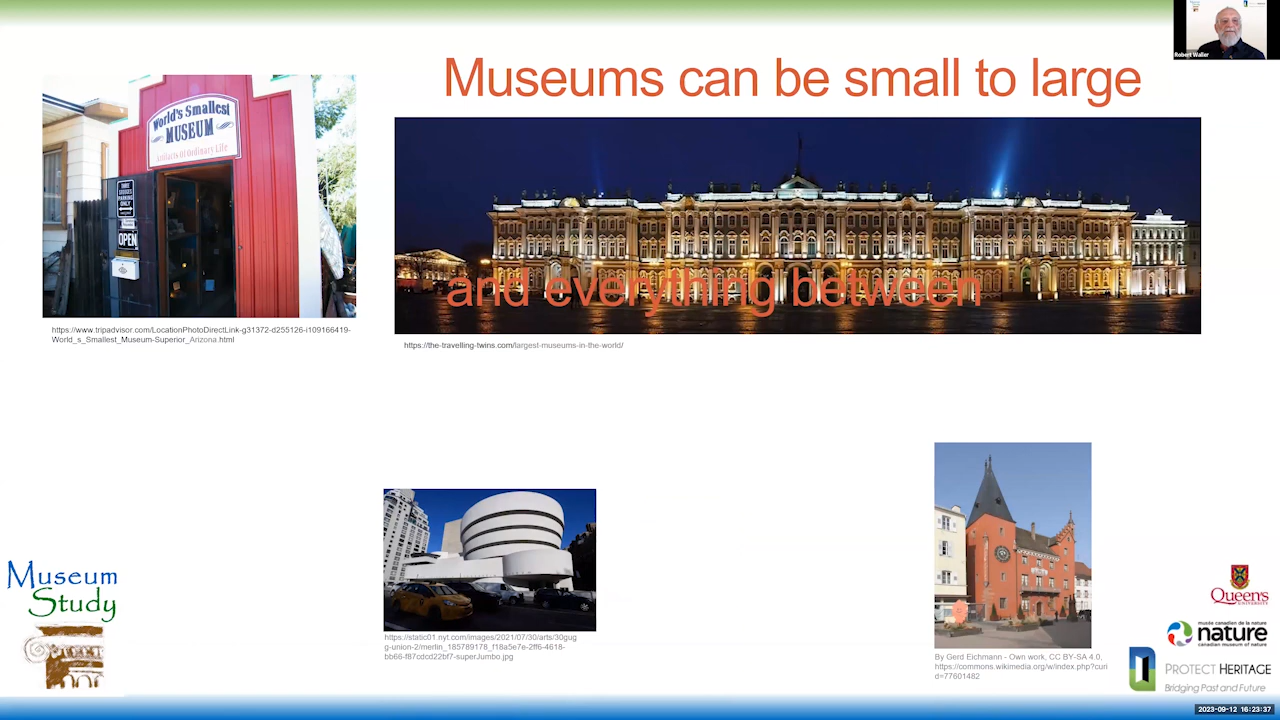 Robert Waller
Museums can be small to large
World's Smallest
MUSEUM
Artifacts Of Ordinary Life
PARKING
ONLY
OPEN
and everything between
https://www.tripadvisor.com/LocationPhotoDirectLink-g31372-d255126-i109166419-
World_s_Smallest_Museum-Superior_Arizona.html
https://the-travelling-twins.com/largest-museums-in-the-world/
https://static01.nyt.com/images/2021/07/30/arts/30gug
g-union-2/merlin_185789178_f18a5e7e-2ff6-4618-
bb66-f87cdcd22bf7-superJumbo.jpg
By Gerd Eichmann - Own work, CC BY-SA 4.0,
https://commons.wikimedia.org/w/index.php?curi
d=77601482
Museum
Study
Queen's
UNIVERSITY
musée canadien de la nature
nature
canadian museum of nature
PROTECT HERITAGE
Bridging Past and Future
2023-09-12 16:23:37